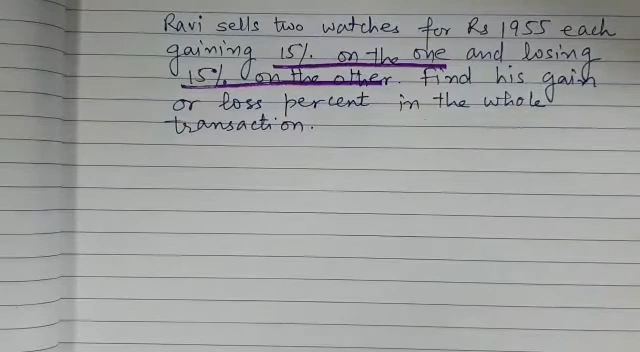 Ravi sells two watches for Rs 1955 each
gaining 15% on the one and losing
15% on the other. Find his gain
or loss percent in the whole
transaction.